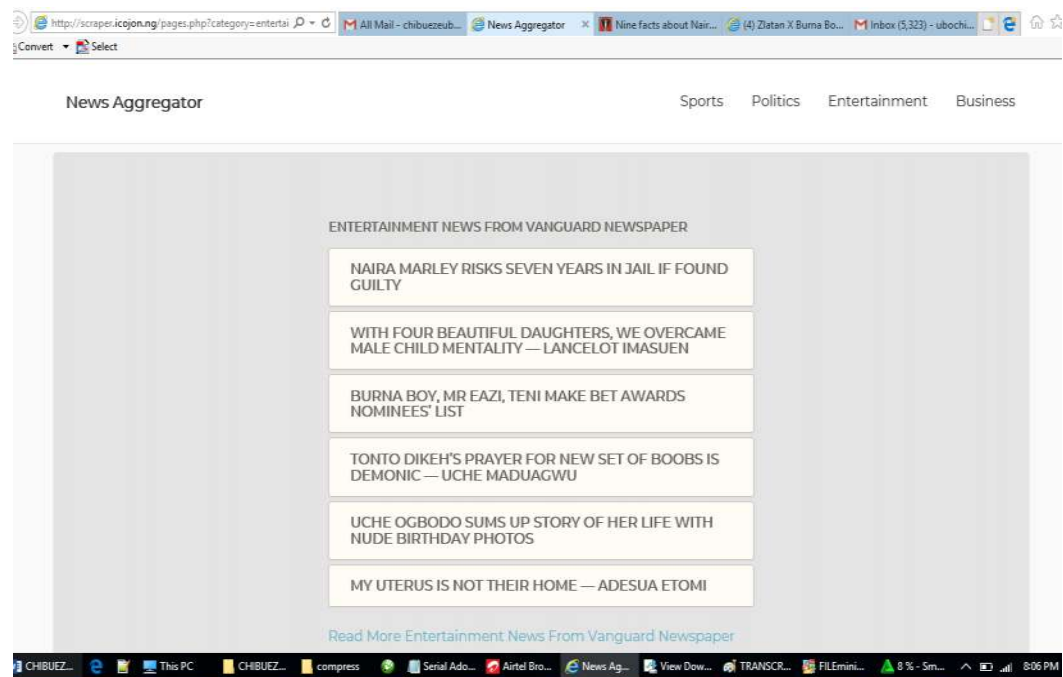 http://scraper.icojon.ng/pages.php?category=entertai
All Mail - chibuezeub...
News Aggregator
Nine facts about Nair...
(4) Zlatan X Burna Bo...
Inbox (5,323) - ubochi...
Convert
Select
News Aggregator
Sports
Politics
Entertainment
Business
ENTERTAINMENT NEWS FROM VANGUARD NEWSPAPER
NAIRA MARLEY RISKS SEVEN YEARS IN JAIL IF FOUND
GUILTY
WITH FOUR BEAUTIFUL DAUGHTERS, WE OVERCAME
MALE CHILD MENTALITY — LANCELOT IMASUEN
BURNA BOY, MR EAZI, TENI MAKE BET AWARDS
NOMINEES' LIST
TONTO DIKEH'S PRAYER FOR NEW SET OF BOOBS IS
DEMONIC — UCHE MADUAGWU
UCHE OGBODO SUMS UP STORY OF HER LIFE WITH
NUDE BIRTHDAY PHOTOS
MY UTERUS IS NOT THEIR HOME — ADESUA ETOMI
Read More Entertainment News From Vanguard Newspaper
CHIBUEZ...
This PC
CHIBUEZ...
compress
Serial Ado...
Airtel Bro...
News Ag...
View Dow...
TRANSCR...
FILEmini...
8 % - Sm...
8:06 PM